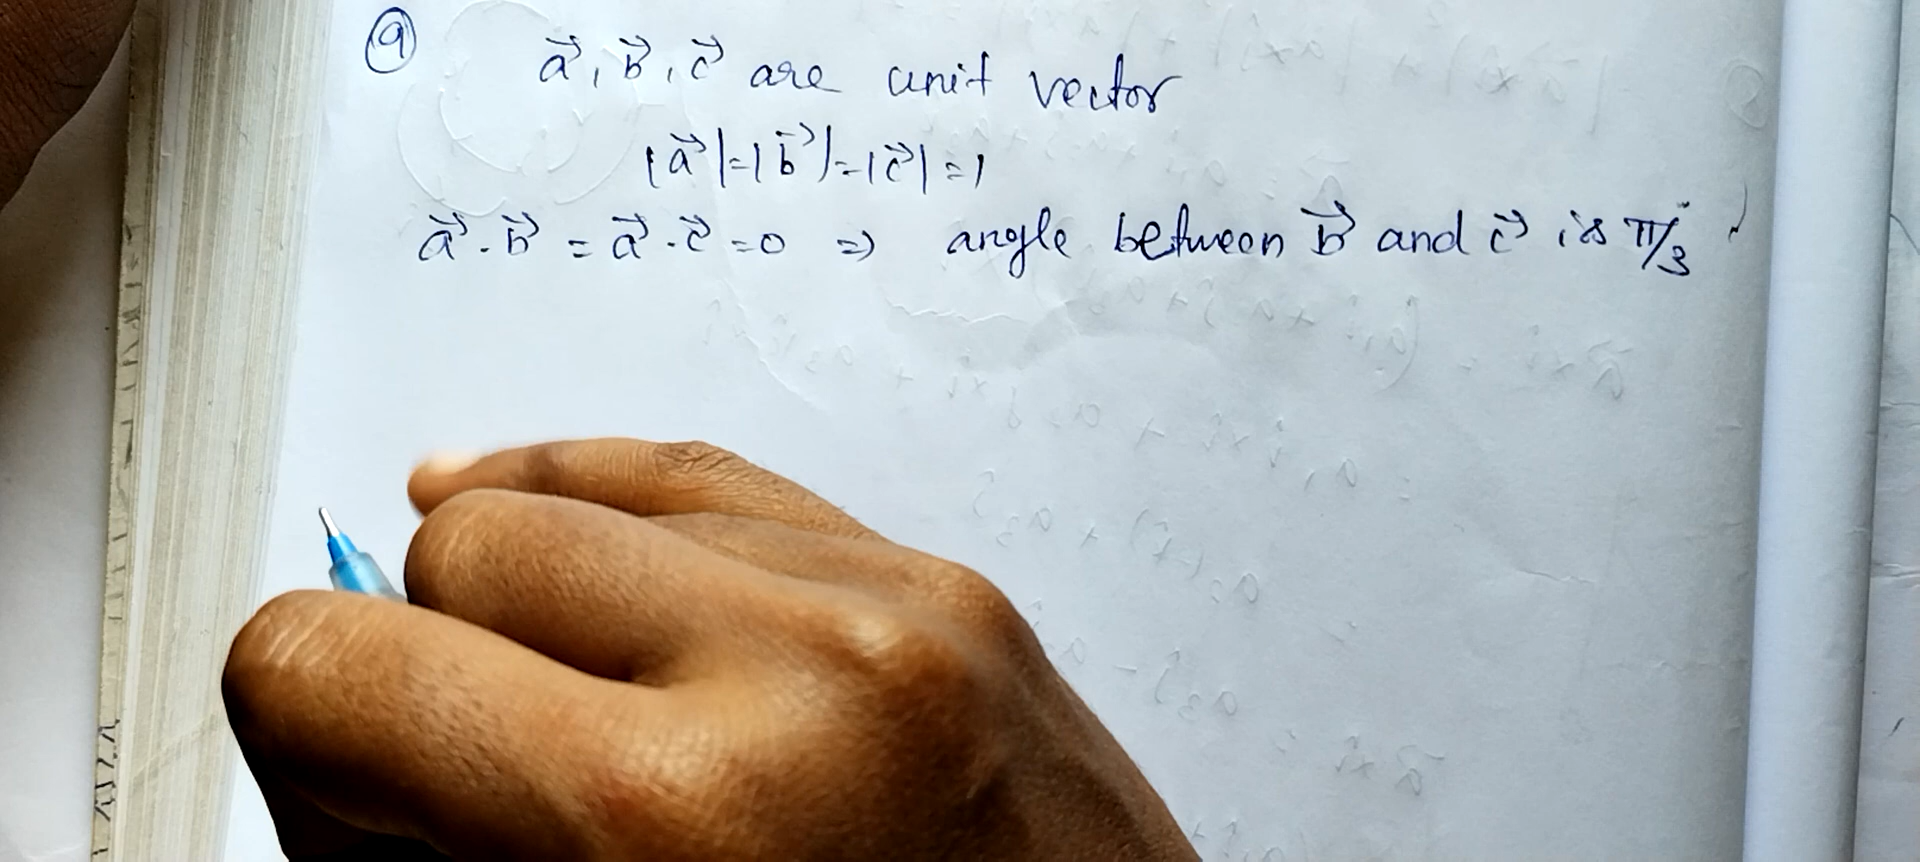 9
a⃗, b⃗, c⃗ are unit vector
|a⃗|=|b⃗|=|c⃗|=1
a⃗.b⃗ = a⃗.c⃗ =0 => angle between b⃗ and c⃗ is π/3